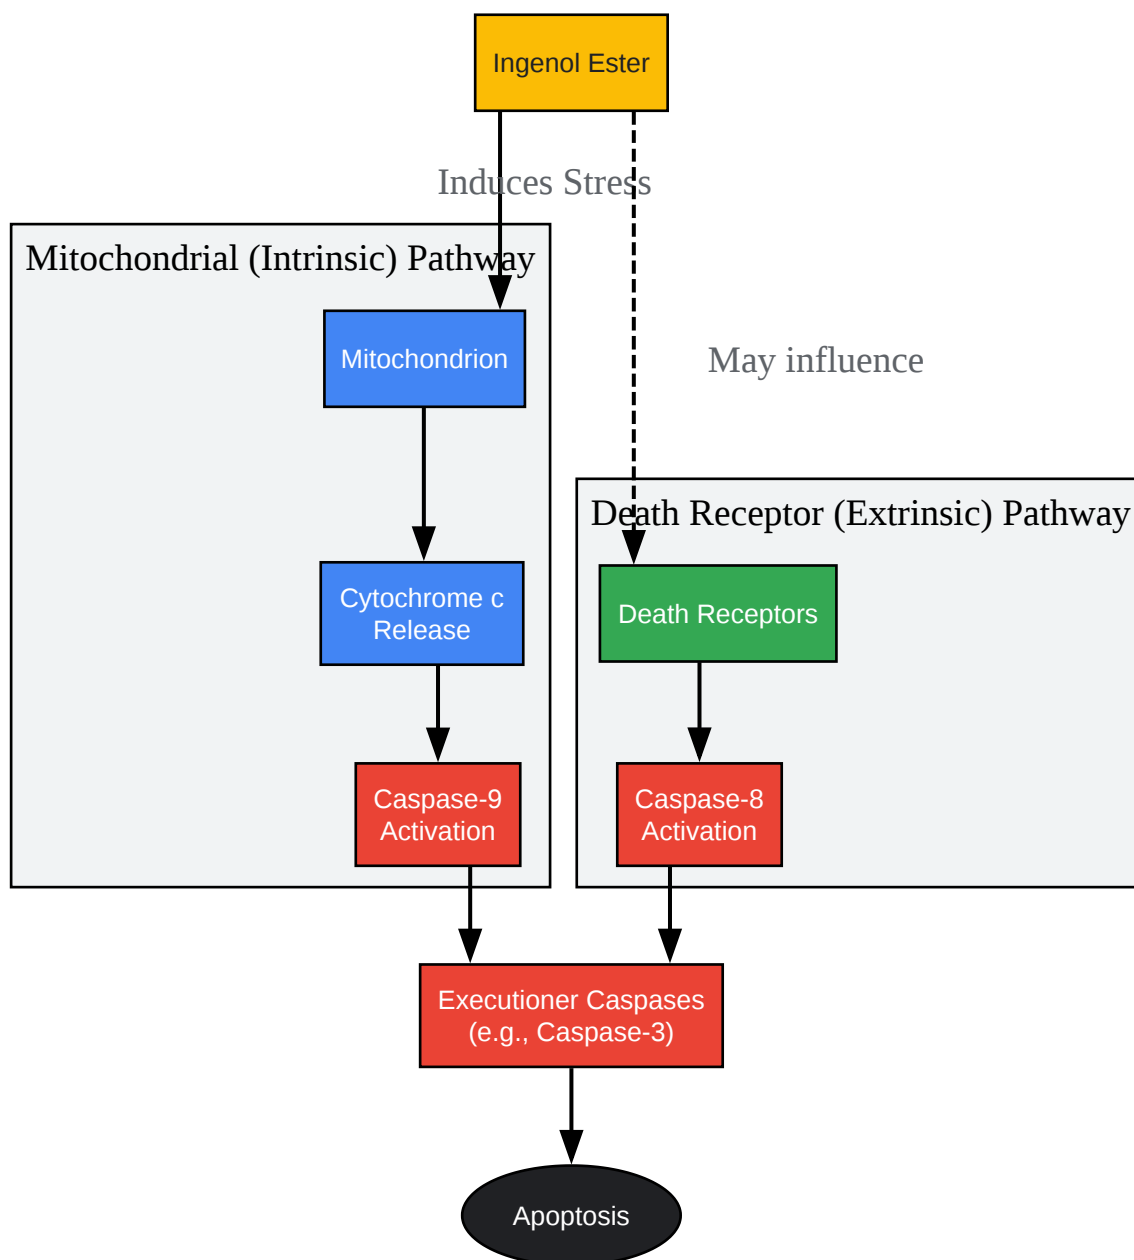 Ingenol Ester
Induces Stress
Mitochondrial (Intrinsic) Pathway
Mitochondrion
May influence
Death Receptor (Extrinsic) Pathway
Cytochrome c
Release
Death Receptors
Caspase-9
Activation
Caspase-8
Activation
Executioner Caspases
(e.g., Caspase-3)
Apoptosis